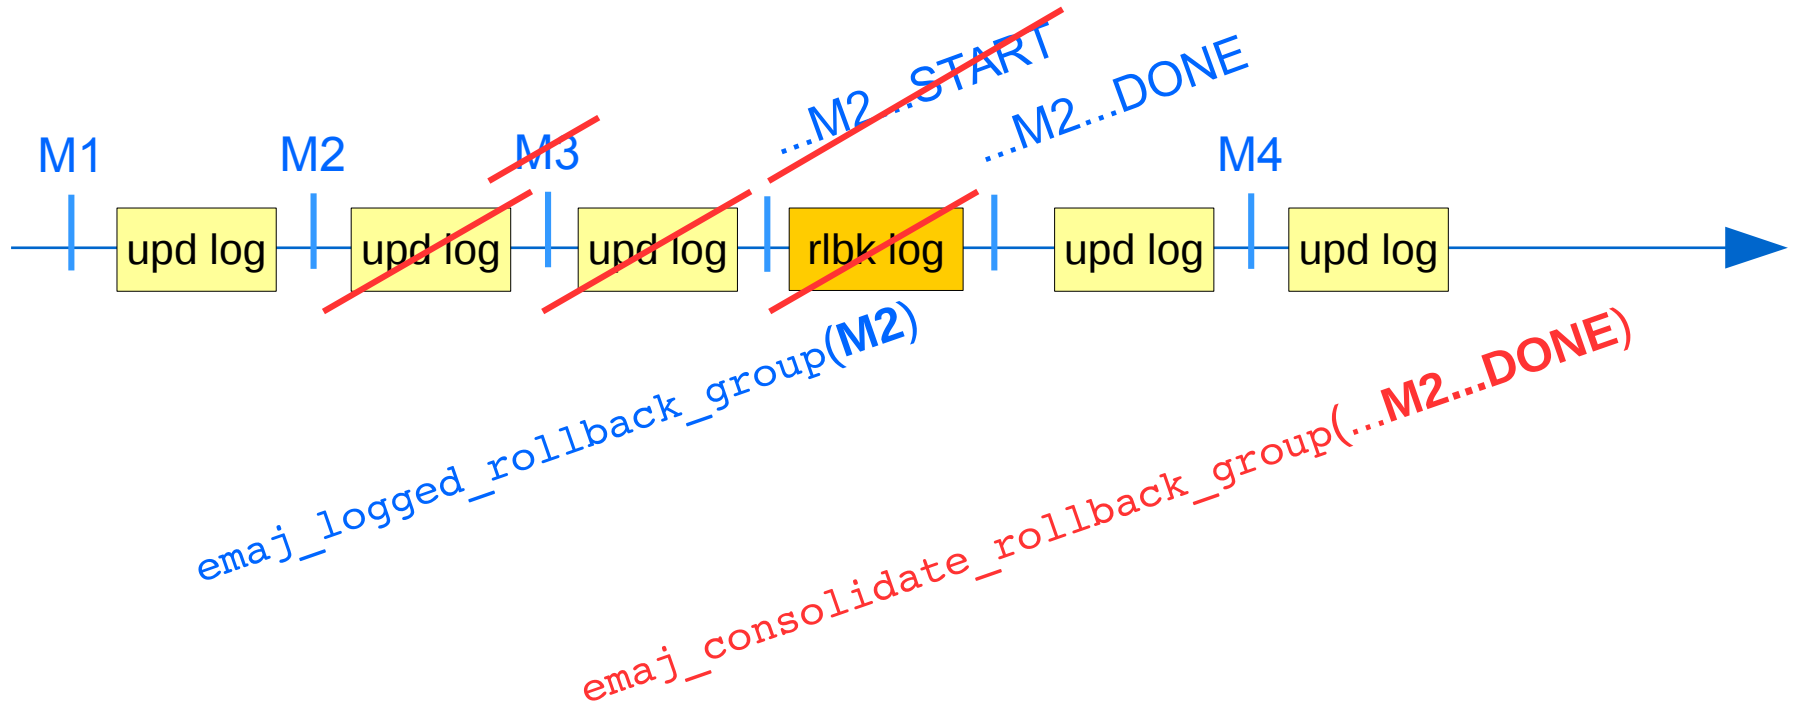 ...M2...START
...M2...DONE
M1
M2
M3
M4
upd log
upd log
upd log
rlbk log
upd log
upd log
emaj_logged_rollback_group(M2)
emaj_consolidate_rollback_group(...M2...DONE)